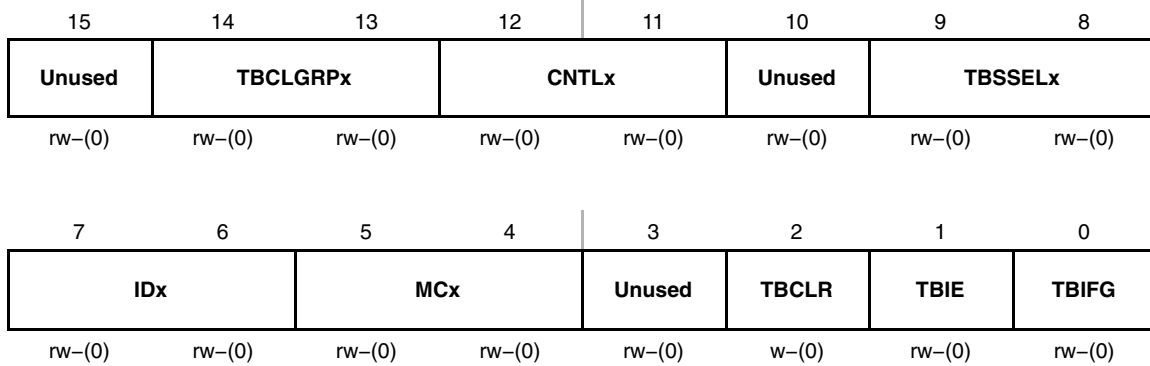 15 14 13 12 11 10 9 8
Unused TBCLGRPx CNTLx Unused TBSSELx
rw−(0) rw−(0) rw−(0) rw−(0) rw−(0) rw−(0) rw−(0) rw−(0)
7 6 5 4 3 2 1 0
IDx MCx Unused TBCLR TBIE TBIFG
rw−(0) rw−(0) rw−(0) rw−(0) rw−(0) w−(0) rw−(0) rw−(0)